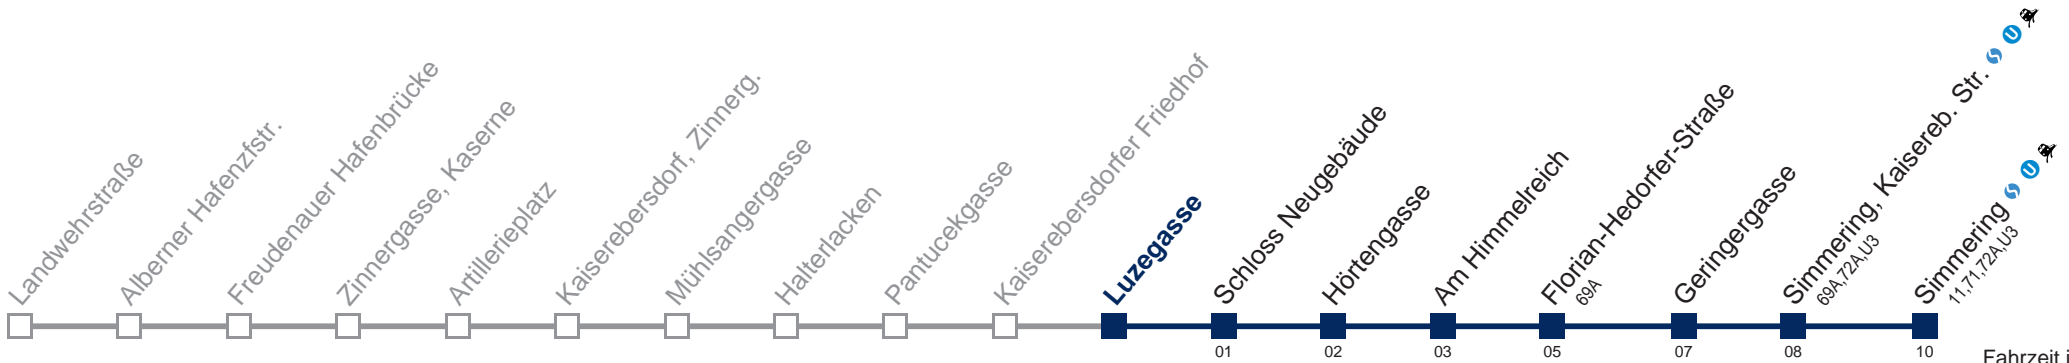 Landwehrstraße
Alberner Hafenzfstr.
Freudenauer Hafenbrücke
Zinnergasse, Kaserne
Artillerieplatz
Kaiserebersdorf, Zinnerg.
Mühlsangergasse
Halterlacken
Pantucekgasse
Kaiserebersdorfer Friedhof
Luzegasse
Schloss Neugebäude
Hörtengasse
Am Himmelreich
Florian-Hedorfer-Straße
69A
Geringergasse
Simmering, Kaisereb. Str. S U
69A,72A,U3
Simmering S U
11,71,72A,U3
01 02 03 05 07 08 10
Fahrzeit i